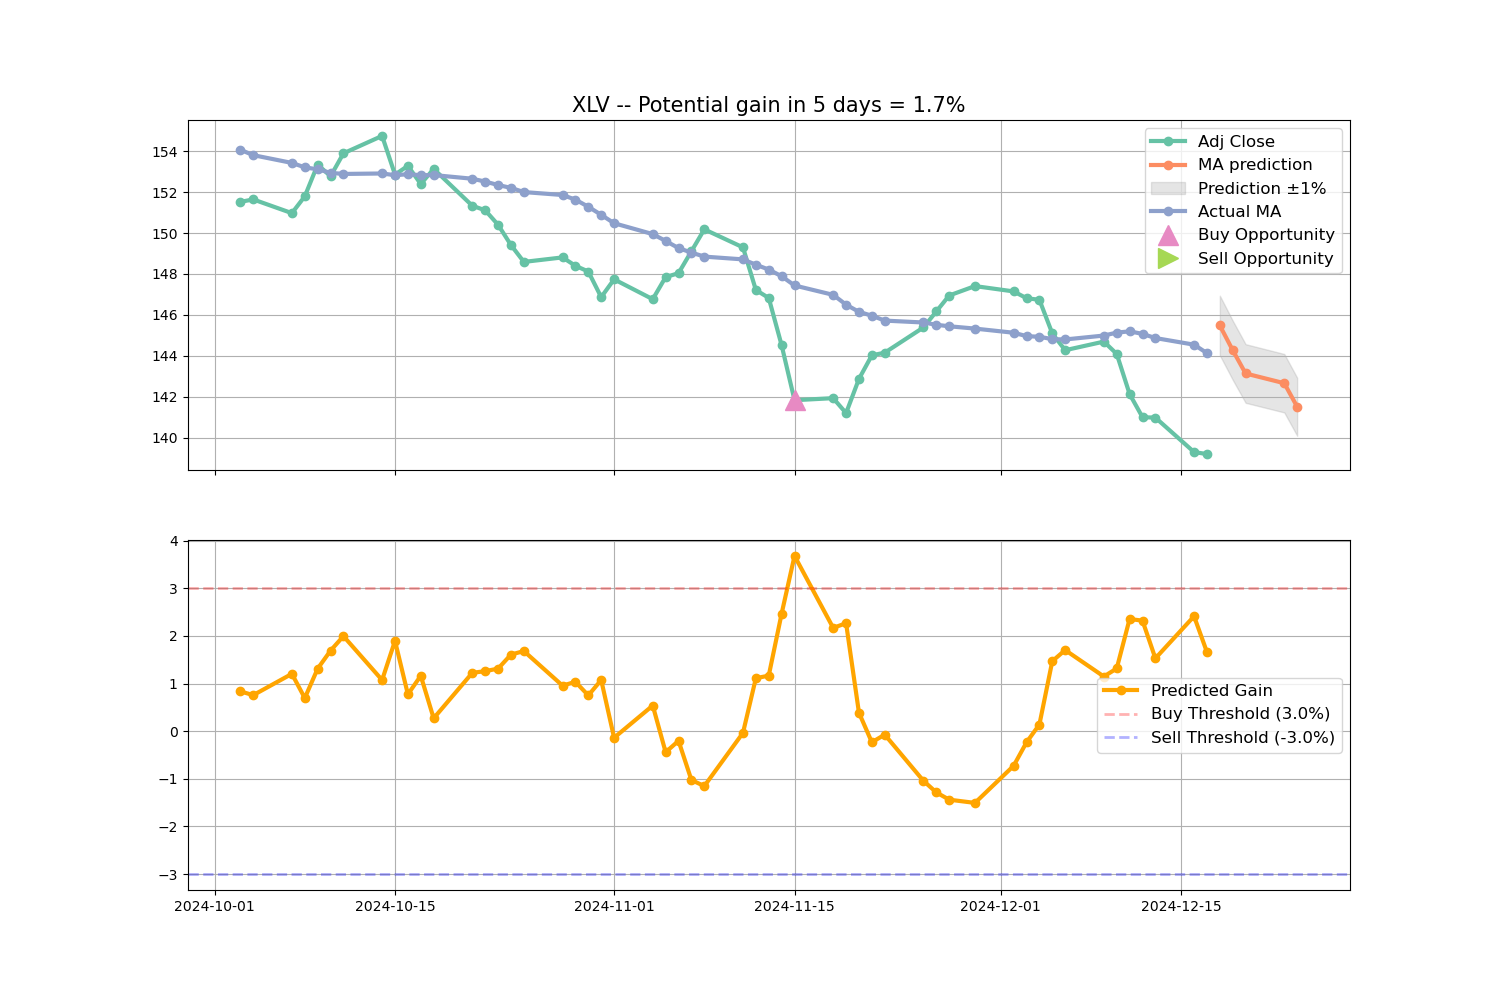 XLV -- Potential gain in 5 days = 1.7%
154
152
150
148
146
144
142
140
Adj Close
MA prediction
Prediction ±1%
Actual MA
Buy Opportunity
Sell Opportunity
4
3
2
1
0
−1
−2
−3
Predicted Gain
Buy Threshold (3.0%)
Sell Threshold (-3.0%)
2024-10-01 2024-10-15 2024-11-01 2024-11-15 2024-12-01 2024-12-15